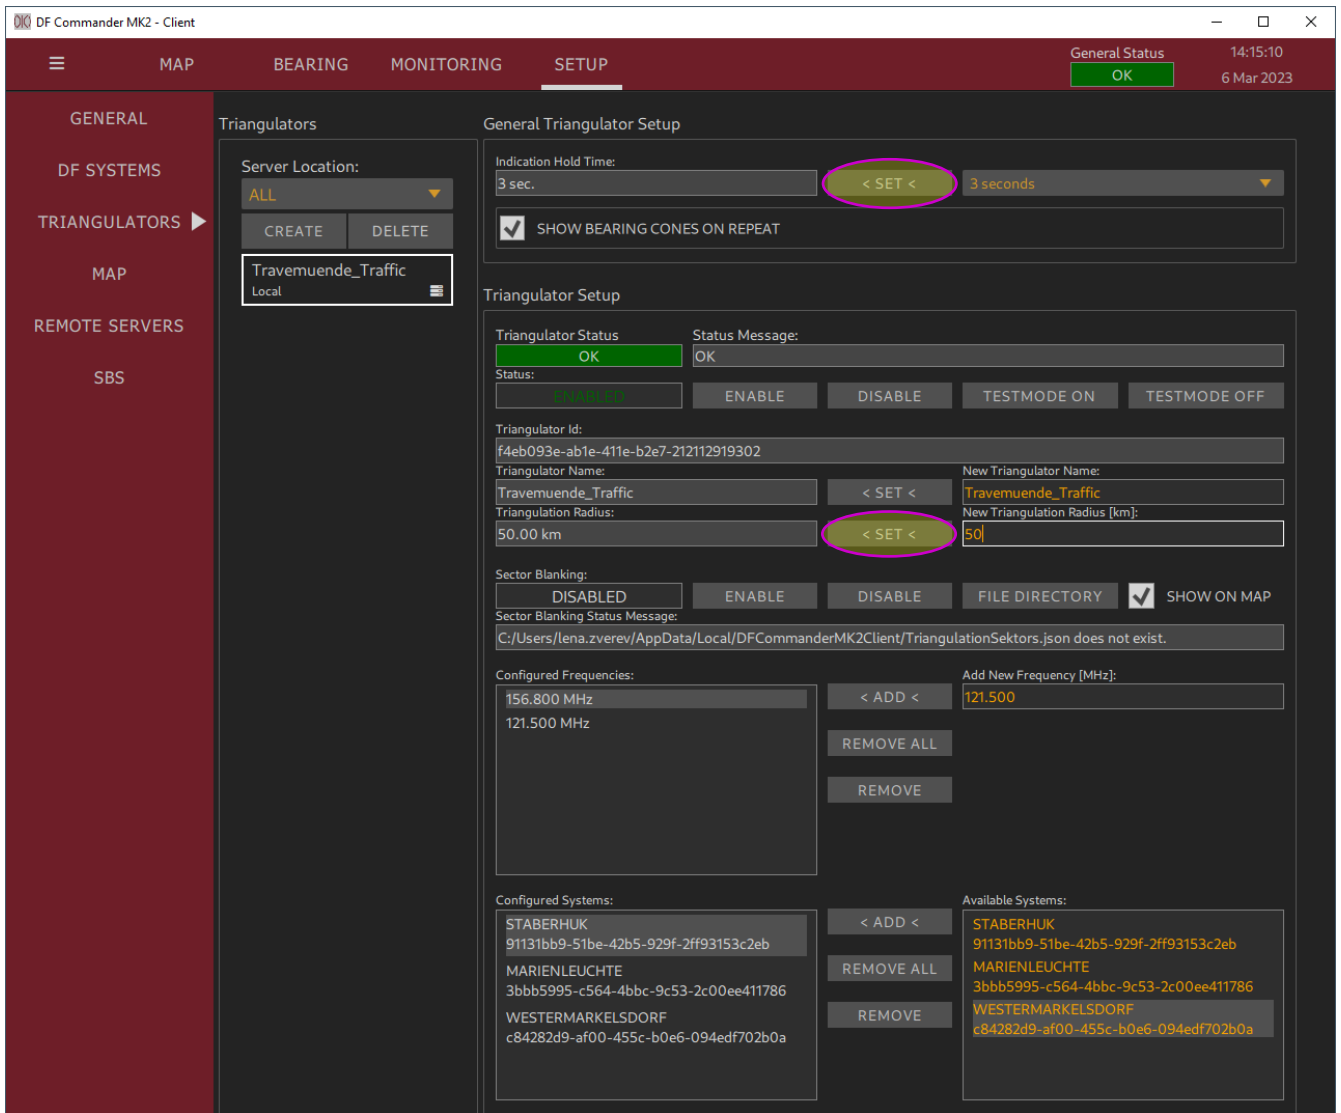 DF Commander MK2 - Client
MAP
BEARING
MONITORING
SETUP
General Status
OK
14:15:10
6 Mar 2023
GENERAL
DF SYSTEMS
TRIANGULATORS
MAP
REMOTE SERVERS
SBS
Triangulators
Server Location:
ALL
CREATE
DELETE
Travemuende_Traffic
Local
General Triangulator Setup
Indication Hold Time:
3 sec.
< SET <
3 seconds
SHOW BEARING CONES ON REPEAT
Triangulator Setup
Triangulator Status
Status Message:
OK
OK
Status:
ENABLED
ENABLE
DISABLE
TESTMODE ON
TESTMODE OFF
Triangulator Id:
f4eb093e-ab1e-411e-b2e7-212112919302
Triangulator Name:
New Triangulator Name:
Travemuende_Traffic
< SET <
Travemuende_Traffic
Triangulation Radius:
New Triangulation Radius [km]:
50.00 km
< SET <
50
Sector Blanking:
DISABLED
ENABLE
DISABLE
FILE DIRECTORY
SHOW ON MAP
Sector Blanking Status Message:
C:/Users/lena.zverev/AppData/Local/DFCommanderMK2Client/TriangulationSektors.json does not exist.
Configured Frequencies:
Add New Frequency [MHz]:
156.800 MHz
121.500 MHz
< ADD <
121.500
REMOVE ALL
REMOVE
Configured Systems:
Available Systems:
STABERHUK
91131bb9-51be-42b5-929f-2ff93153c2eb
MARIENLEUCHTE
3bbb5995-c564-4bbc-9c53-2c00ee411786
WESTERMARKELSDORF
c84282d9-af00-455c-b0e6-094edf702b0a
< ADD <
REMOVE ALL
REMOVE
STABERHUK
91131bb9-51be-42b5-929f-2ff93153c2eb
MARIENLEUCHTE
3bbb5995-c564-4bbc-9c53-2c00ee411786
WESTERMARKELSDORF
c84282d9-af00-455c-b0e6-094edf702b0a